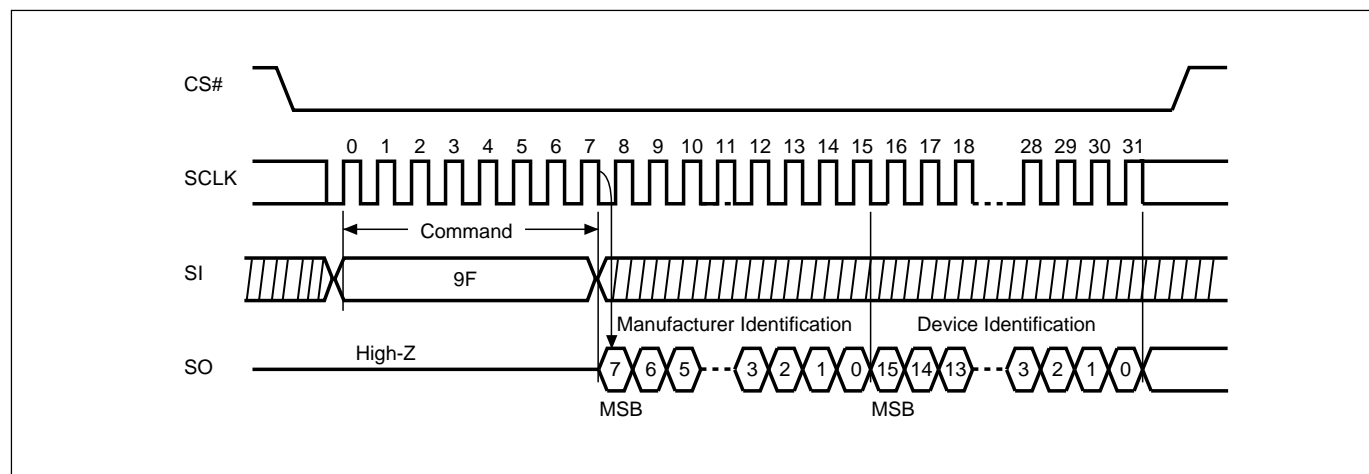 CS#
0 1 2 3 4 5 6 7 8 9 10 11 12 13 14 15 16 17 18 28 29 30 31
SCLK
Command
SI
9F
Manufacturer Identification Device Identification
High-Z
SO
7 6 5 3 2 1 0 15 14 13 3 2 1 0
MSB MSB